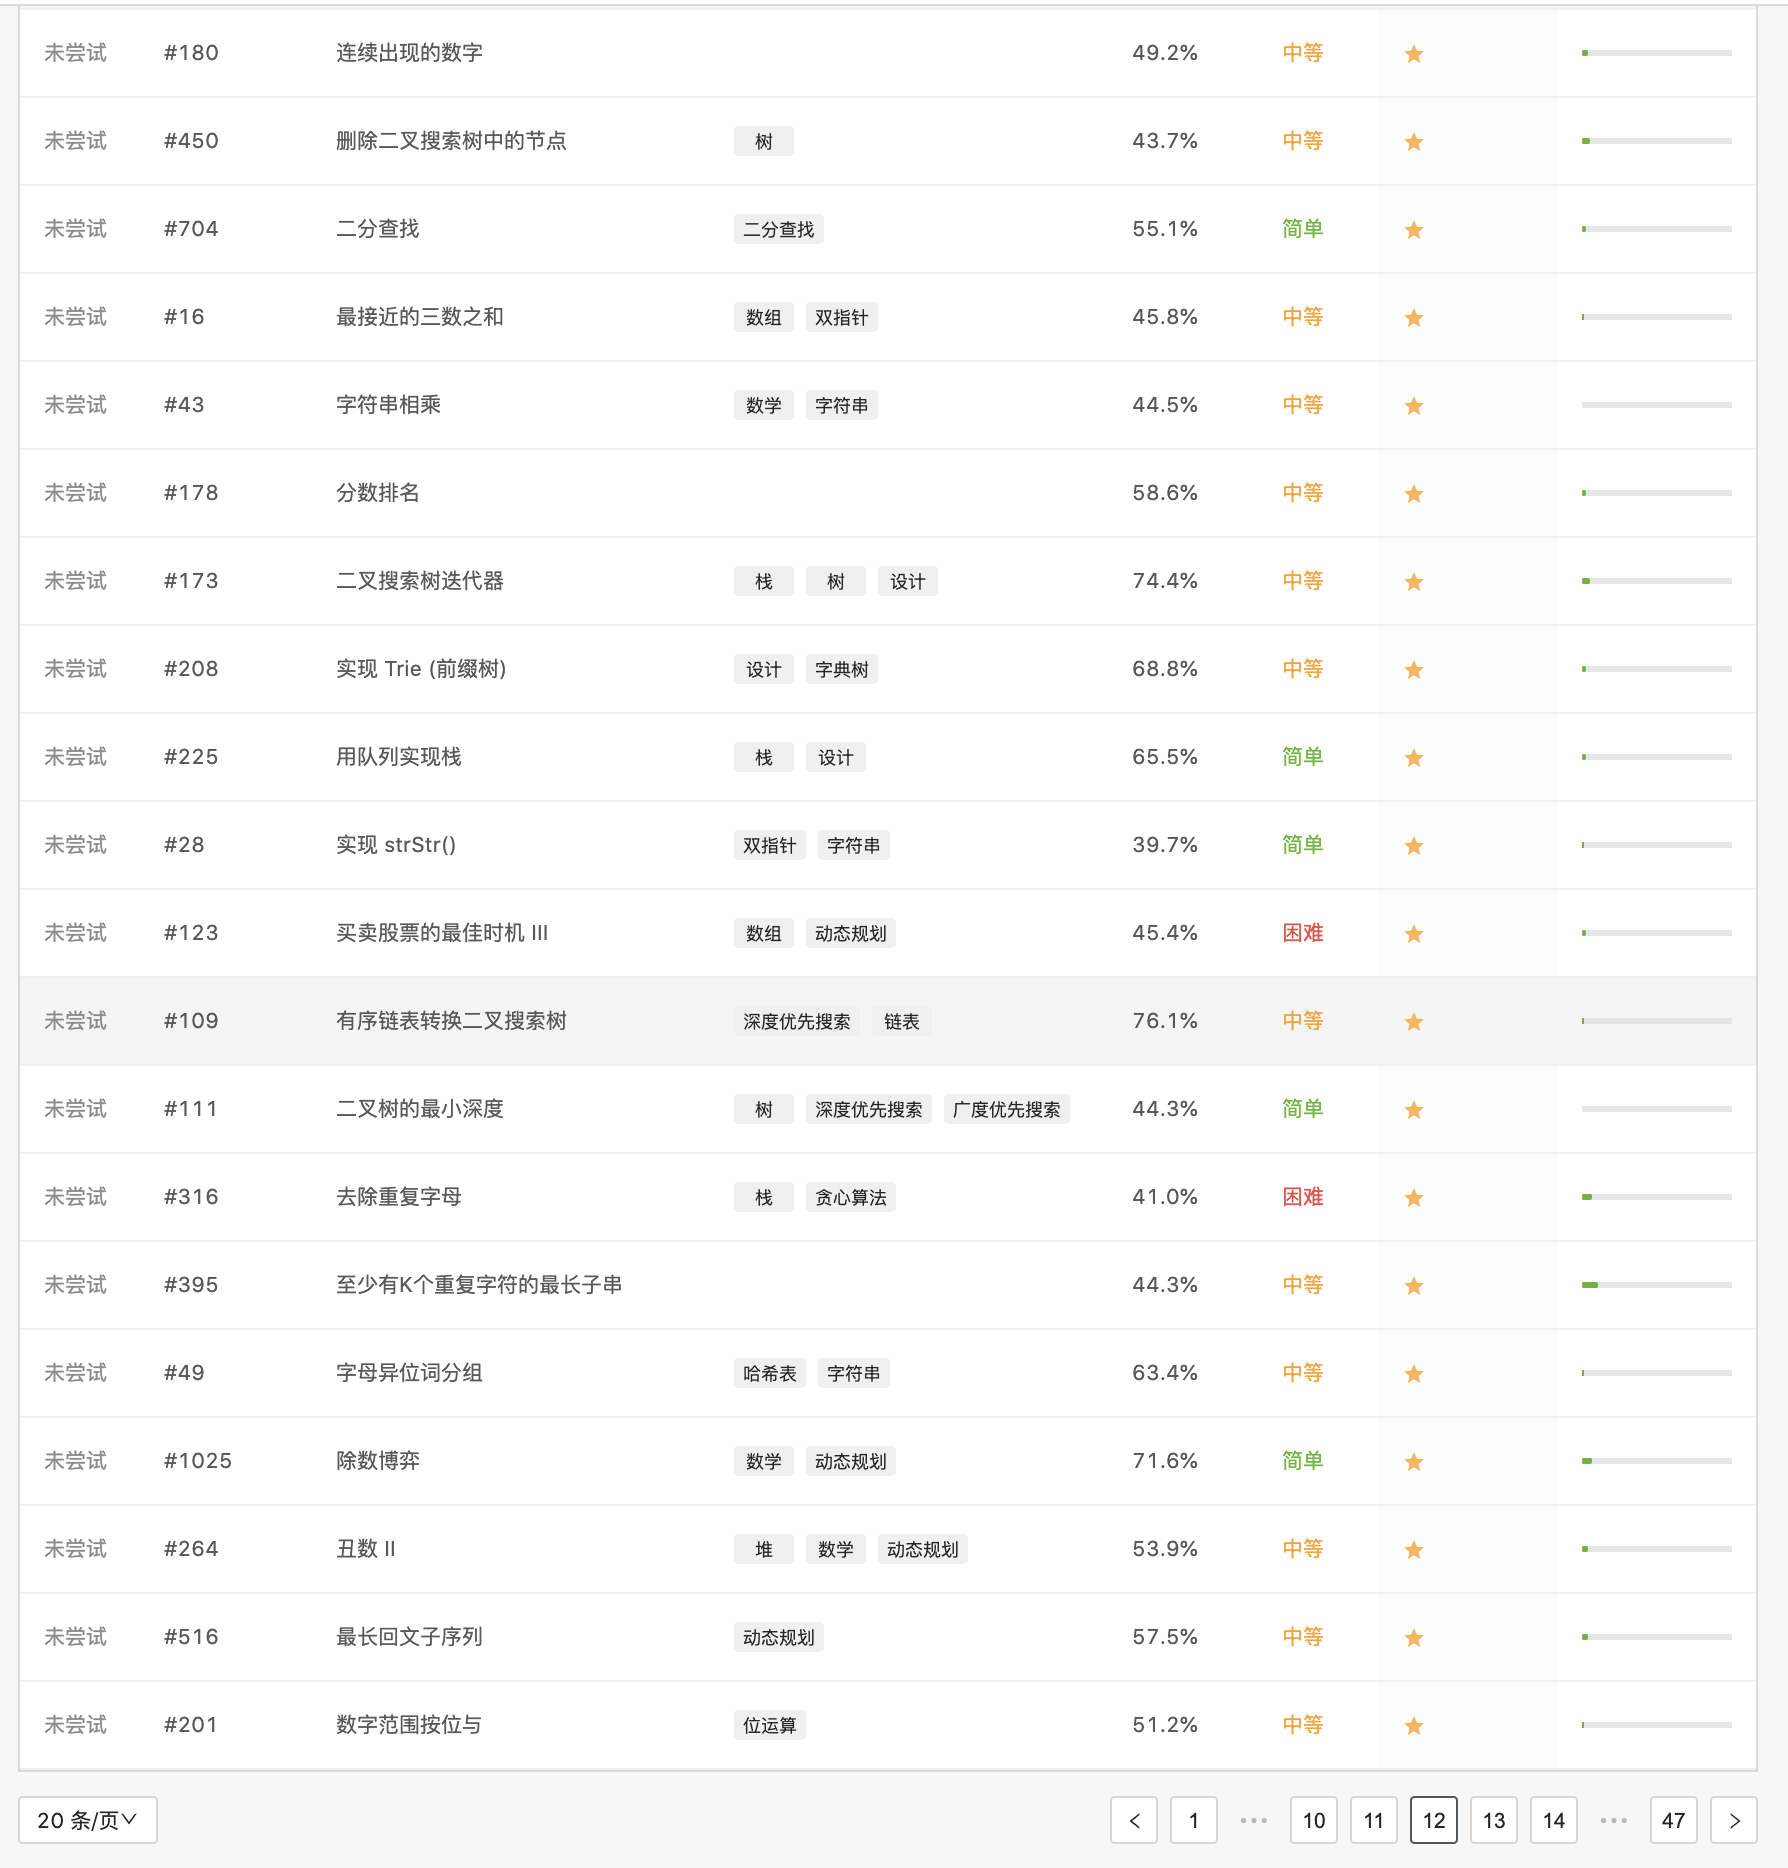 未尝试 #180 连续出现的数字 49.2% 中等
未尝试 #450 删除二叉搜索树中的节点 树 43.7% 中等
未尝试 #704 二分查找 二分查找 55.1% 简单
未尝试 #16 最接近的三数之和 数组 双指针 45.8% 中等
未尝试 #43 字符串相乘 数学 字符串 44.5% 中等
未尝试 #178 分数排名 58.6% 中等
未尝试 #173 二叉搜索树迭代器 栈 树 设计 74.4% 中等
未尝试 #208 实现 Trie (前缀树) 设计 字典树 68.8% 中等
未尝试 #225 用队列实现栈 栈 设计 65.5% 简单
未尝试 #28 实现 strStr() 双指针 字符串 39.7% 简单
未尝试 #123 买卖股票的最佳时机 III 数组 动态规划 45.4% 困难
未尝试 #109 有序链表转换二叉搜索树 深度优先搜索 链表 76.1% 中等
未尝试 #111 二叉树的最小深度 树 深度优先搜索 广度优先搜索 44.3% 简单
未尝试 #316 去除重复字母 栈 贪心算法 41.0% 困难
未尝试 #395 至少有K个重复字符的最长子串 44.3% 中等
未尝试 #49 字母异位词分组 哈希表 字符串 63.4% 中等
未尝试 #1025 除数博弈 数学 动态规划 71.6% 简单
未尝试 #264 丑数 II 堆 数学 动态规划 53.9% 中等
未尝试 #516 最长回文子序列 动态规划 57.5% 中等
未尝试 #201 数字范围按位与 位运算 51.2% 中等
20 条/页 < 1 ••• 10 11 12 13 14 ••• 47 >